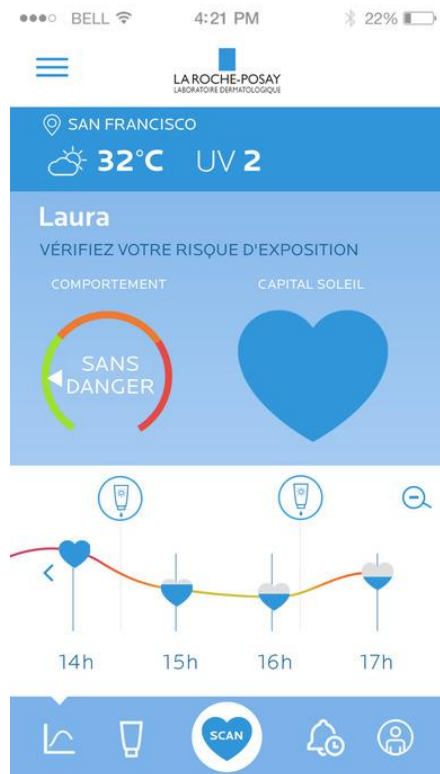 BELL
4:21 PM
22%
LA ROCHE-POSAY
LABORATOIRE DERMATOLOGIQUE
SAN FRANCISCO
32°C UV 2
Laura
VÉRIFIEZ VOTRE RISQUE D'EXPOSITION
COMPORTEMENT
CAPITAL SOLEIL
SANS
DANGER
14h
15h
16h
17h
SCAN